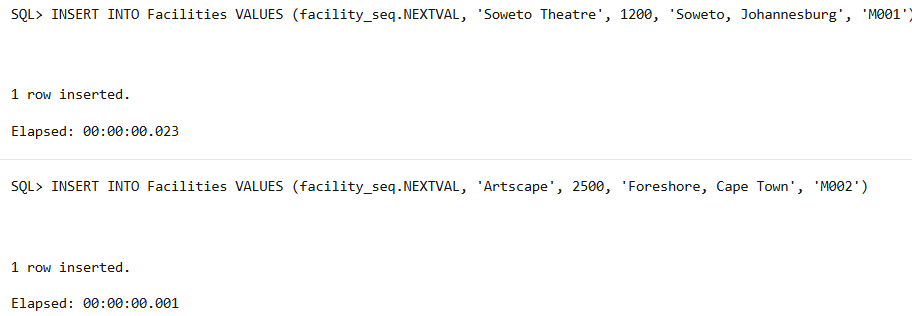 SQL> INSERT INTO Facilities VALUES (facility_seq.NEXTVAL, 'Soweto Theatre', 1200, 'Soweto, Johannesburg', 'M001')
1 row inserted.
Elapsed: 00:00:00.023
SQL> INSERT INTO Facilities VALUES (facility_seq.NEXTVAL, 'Artscape', 2500, 'Foreshore, Cape Town', 'M002')
1 row inserted.
Elapsed: 00:00:00.001